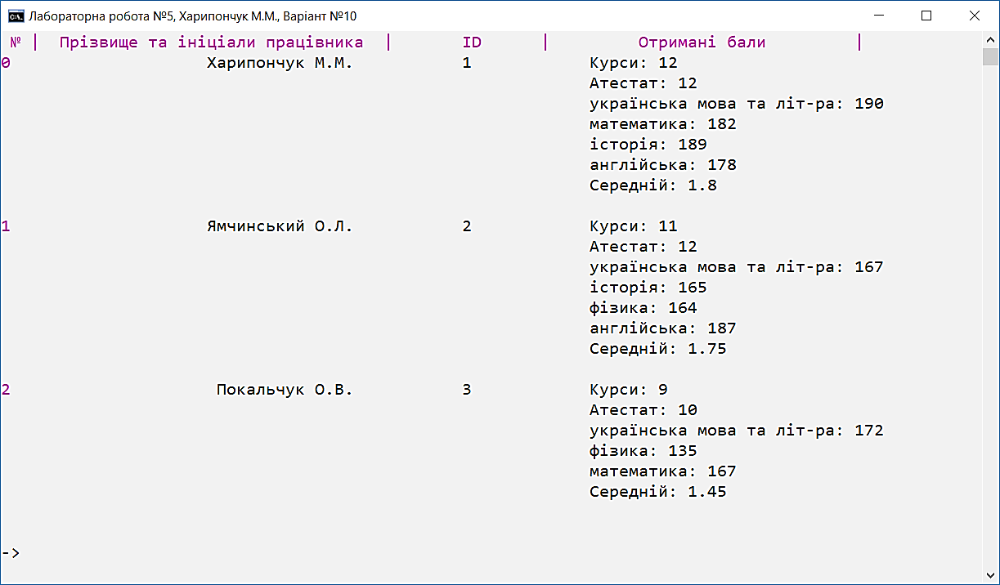 Лабораторна робота №5, Харипончук М.М., Варіант №10
№ | Прізвище та ініціали працівника | ID | Отримані бали |
0 Харипончук М.М. 1 Курси: 12
Атестат: 12
українська мова та літ-ра: 190
математика: 182
історія: 189
англійська: 178
Середній: 1.8
1 Ямчинський О.Л. 2 Курси: 11
Атестат: 12
українська мова та літ-ра: 167
історія: 165
фізика: 164
англійська: 187
Середній: 1.75
2 Покальчук О.В. 3 Курси: 9
Атестат: 10
українська мова та літ-ра: 172
фізика: 135
математика: 167
Середній: 1.45
->